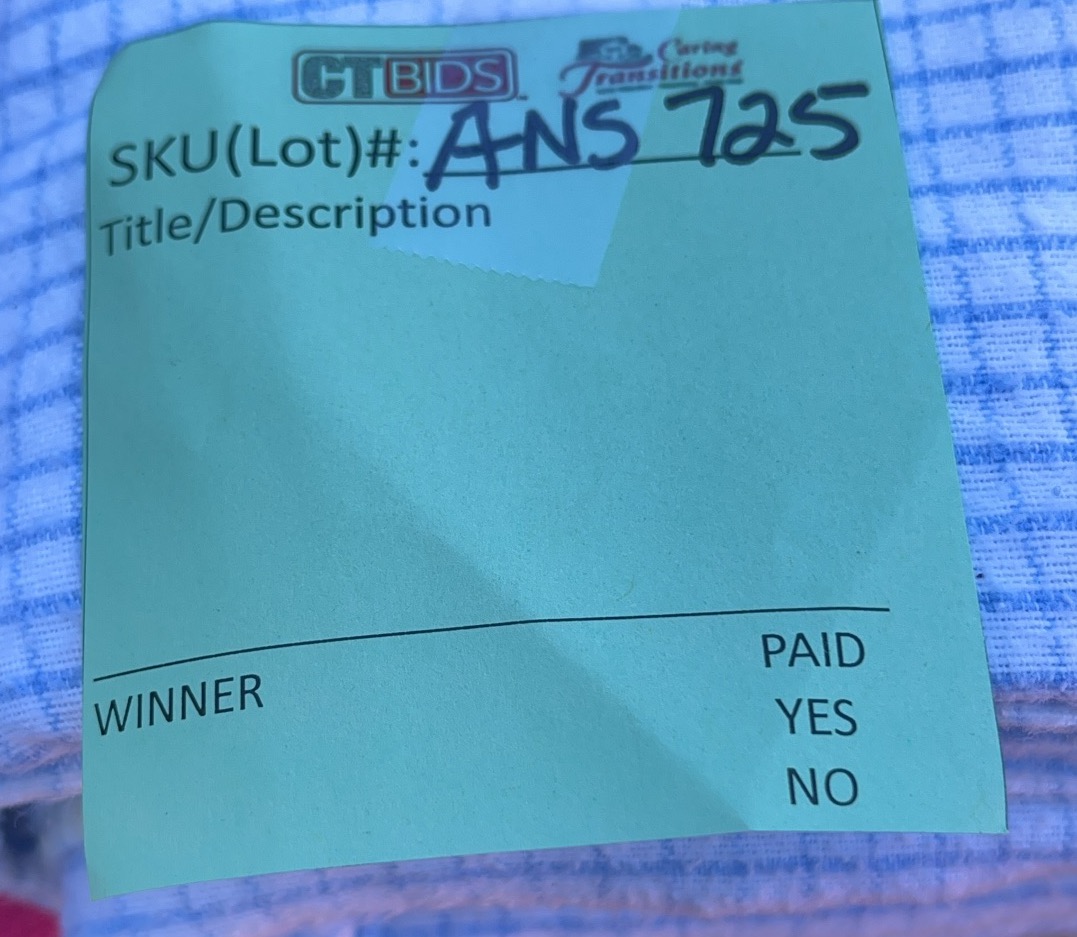 CTBIDS Caring
Transitions
SKU(Lot)#: ANS 725
Title/Description
PAID
WINNER
YES
NO